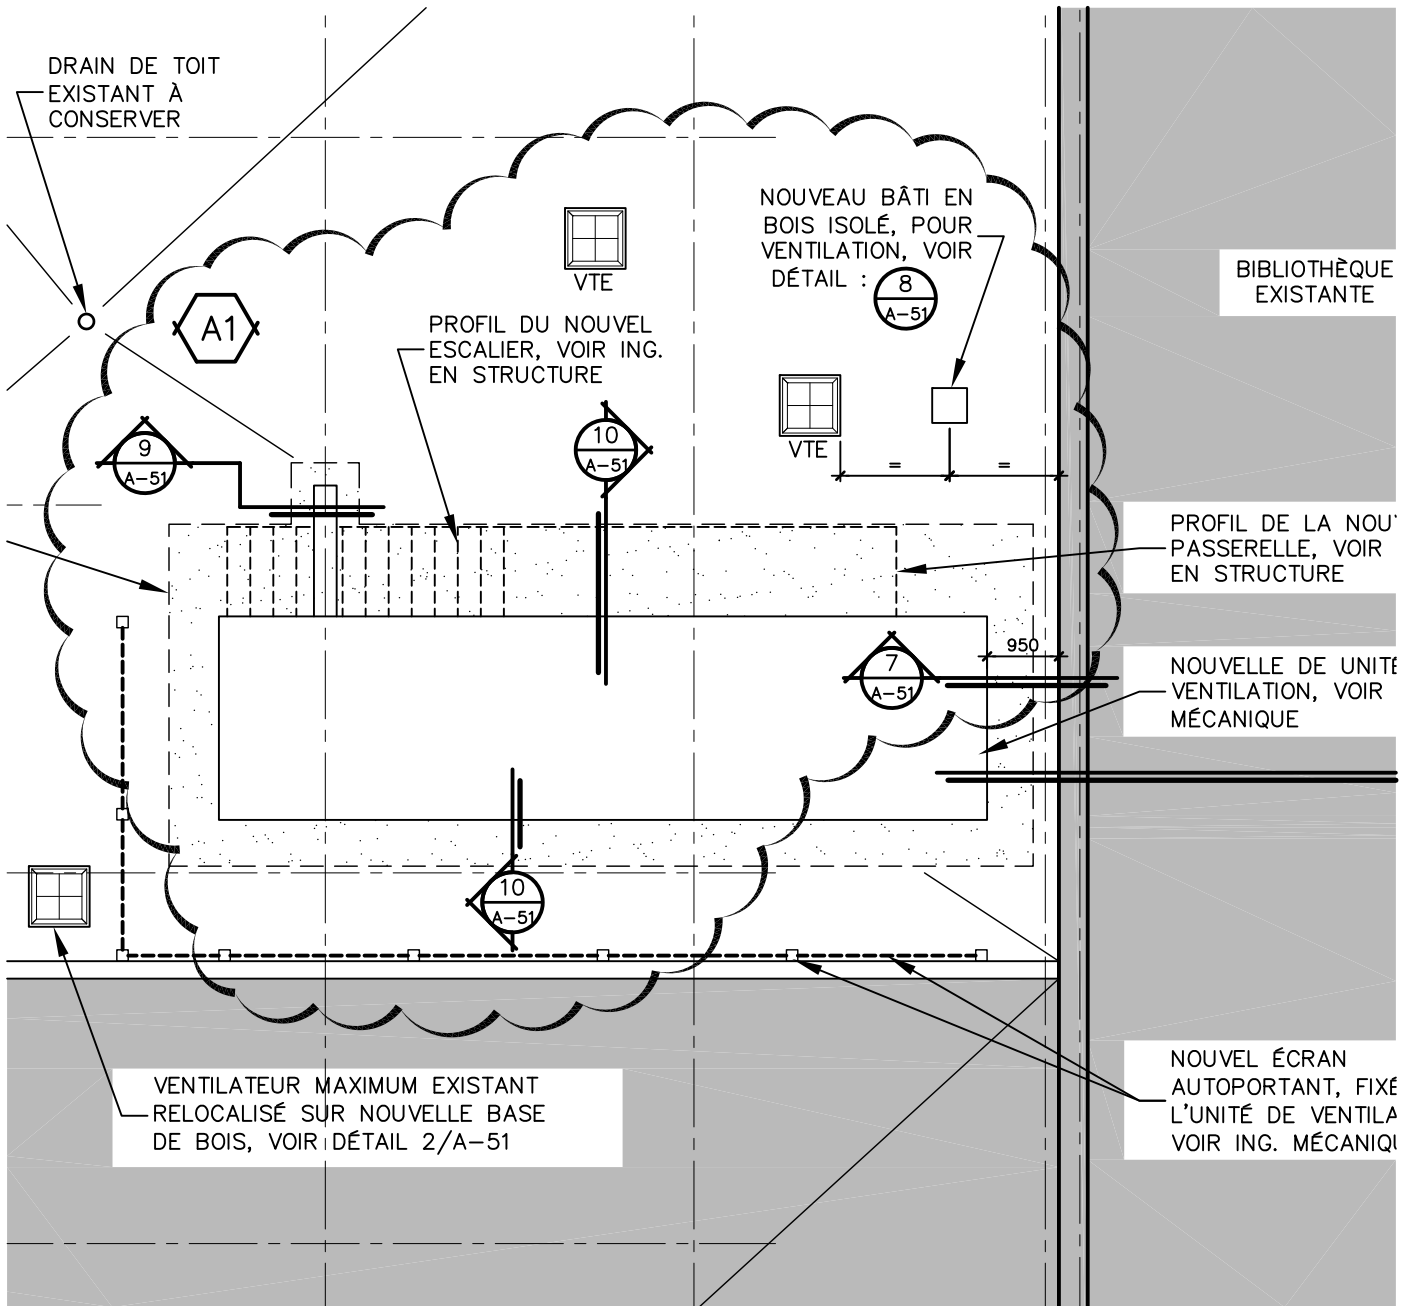 DRAIN DE TOIT
EXISTANT À
CONSERVER
NOUVEAU BÂTI EN
BOIS ISOLÉ, POUR
VENTILATION, VOIR
DÉTAIL :
8
A-51
VTE
BIBLIOTHÈQUE
EXISTANTE
A1
PROFIL DU NOUVEL
ESCALIER, VOIR ING.
EN STRUCTURE
9
A-51
10
A-51
VTE
=
=
PROFIL DE LA NOU
PASSERELLE, VOIR
EN STRUCTURE
950
7
A-51
NOUVELLE DE UNITÉ
VENTILATION, VOIR
MÉCANIQUE
10
A-51
VENTILATEUR MAXIMUM EXISTANT
RELOCALISÉ SUR NOUVELLE BASE
DE BOIS, VOIR DÉTAIL 2/A-51
NOUVEL ÉCRAN
AUTOPORTANT, FIXÉ
L'UNITÉ DE VENTILA
VOIR ING. MÉCANIQU